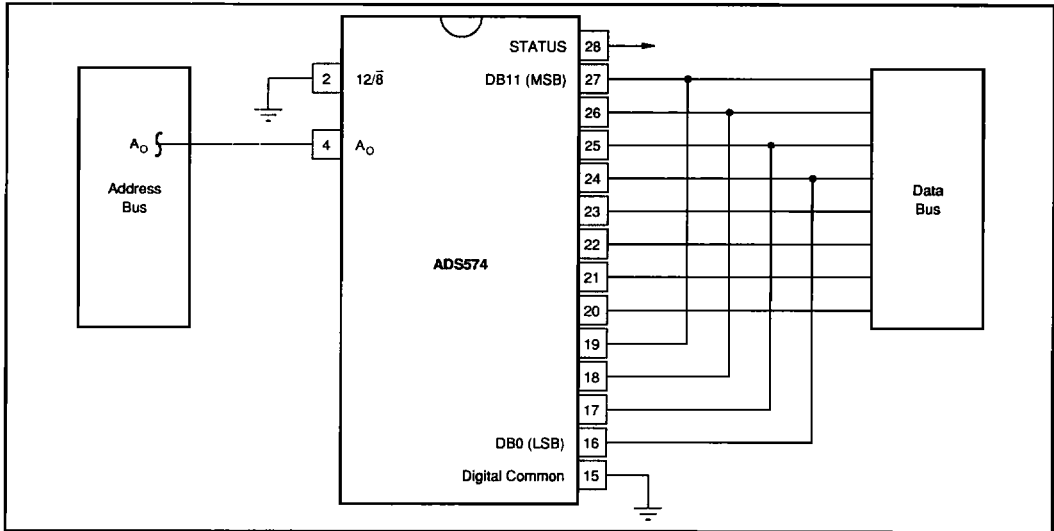 STATUS 28
2 12/8̅ DB11 (MSB) 27
26
A₀ 4 A₀ 25
Address
Bus
24
Data
Bus
23
22
ADS574
21
20
19
18
17
DB0 (LSB) 16
Digital Common 15